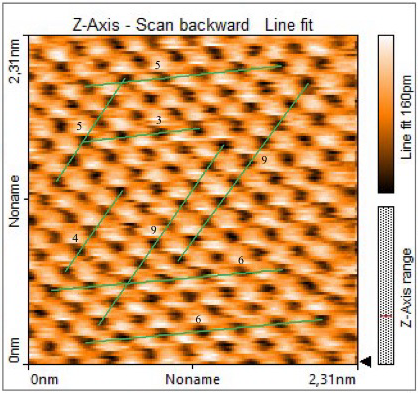 Z-Axis - Scan backward Line fit
2,31nm
Noname
0nm
5
5
3
9
4
9
6
6
0nm Noname 2,31nm
Line fit 160pm
Z-Axis range